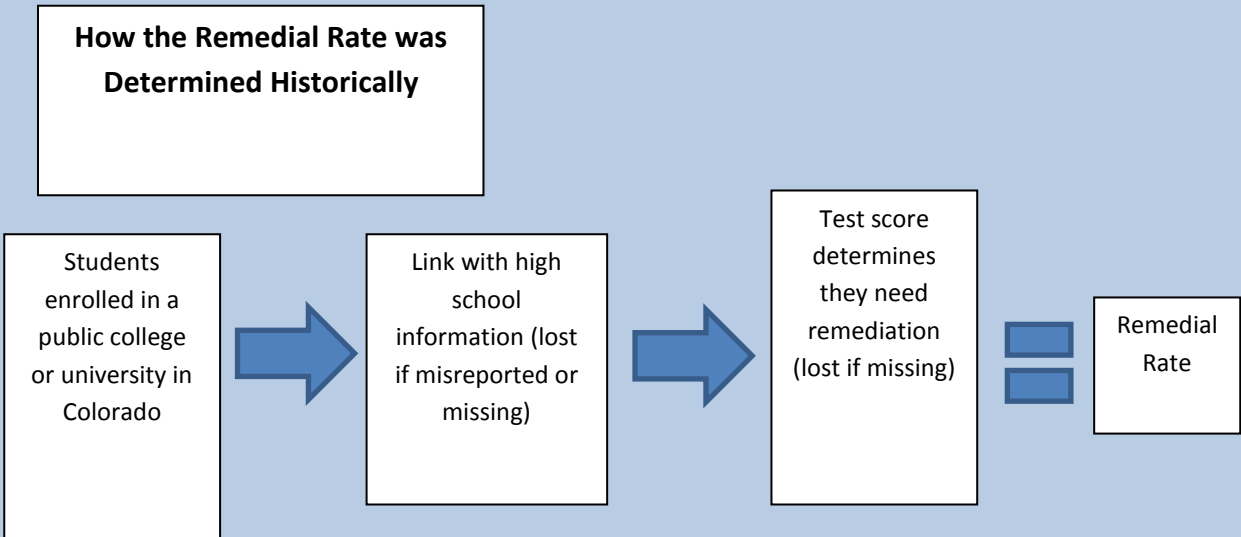 How the Remedial Rate was
Determined Historically
Students
enrolled in a
public college
or university in
Colorado
Link with high
school
information (lost
if misreported or
missing)
Test score
determines
they need
remediation
(lost if missing)
Remedial
Rate